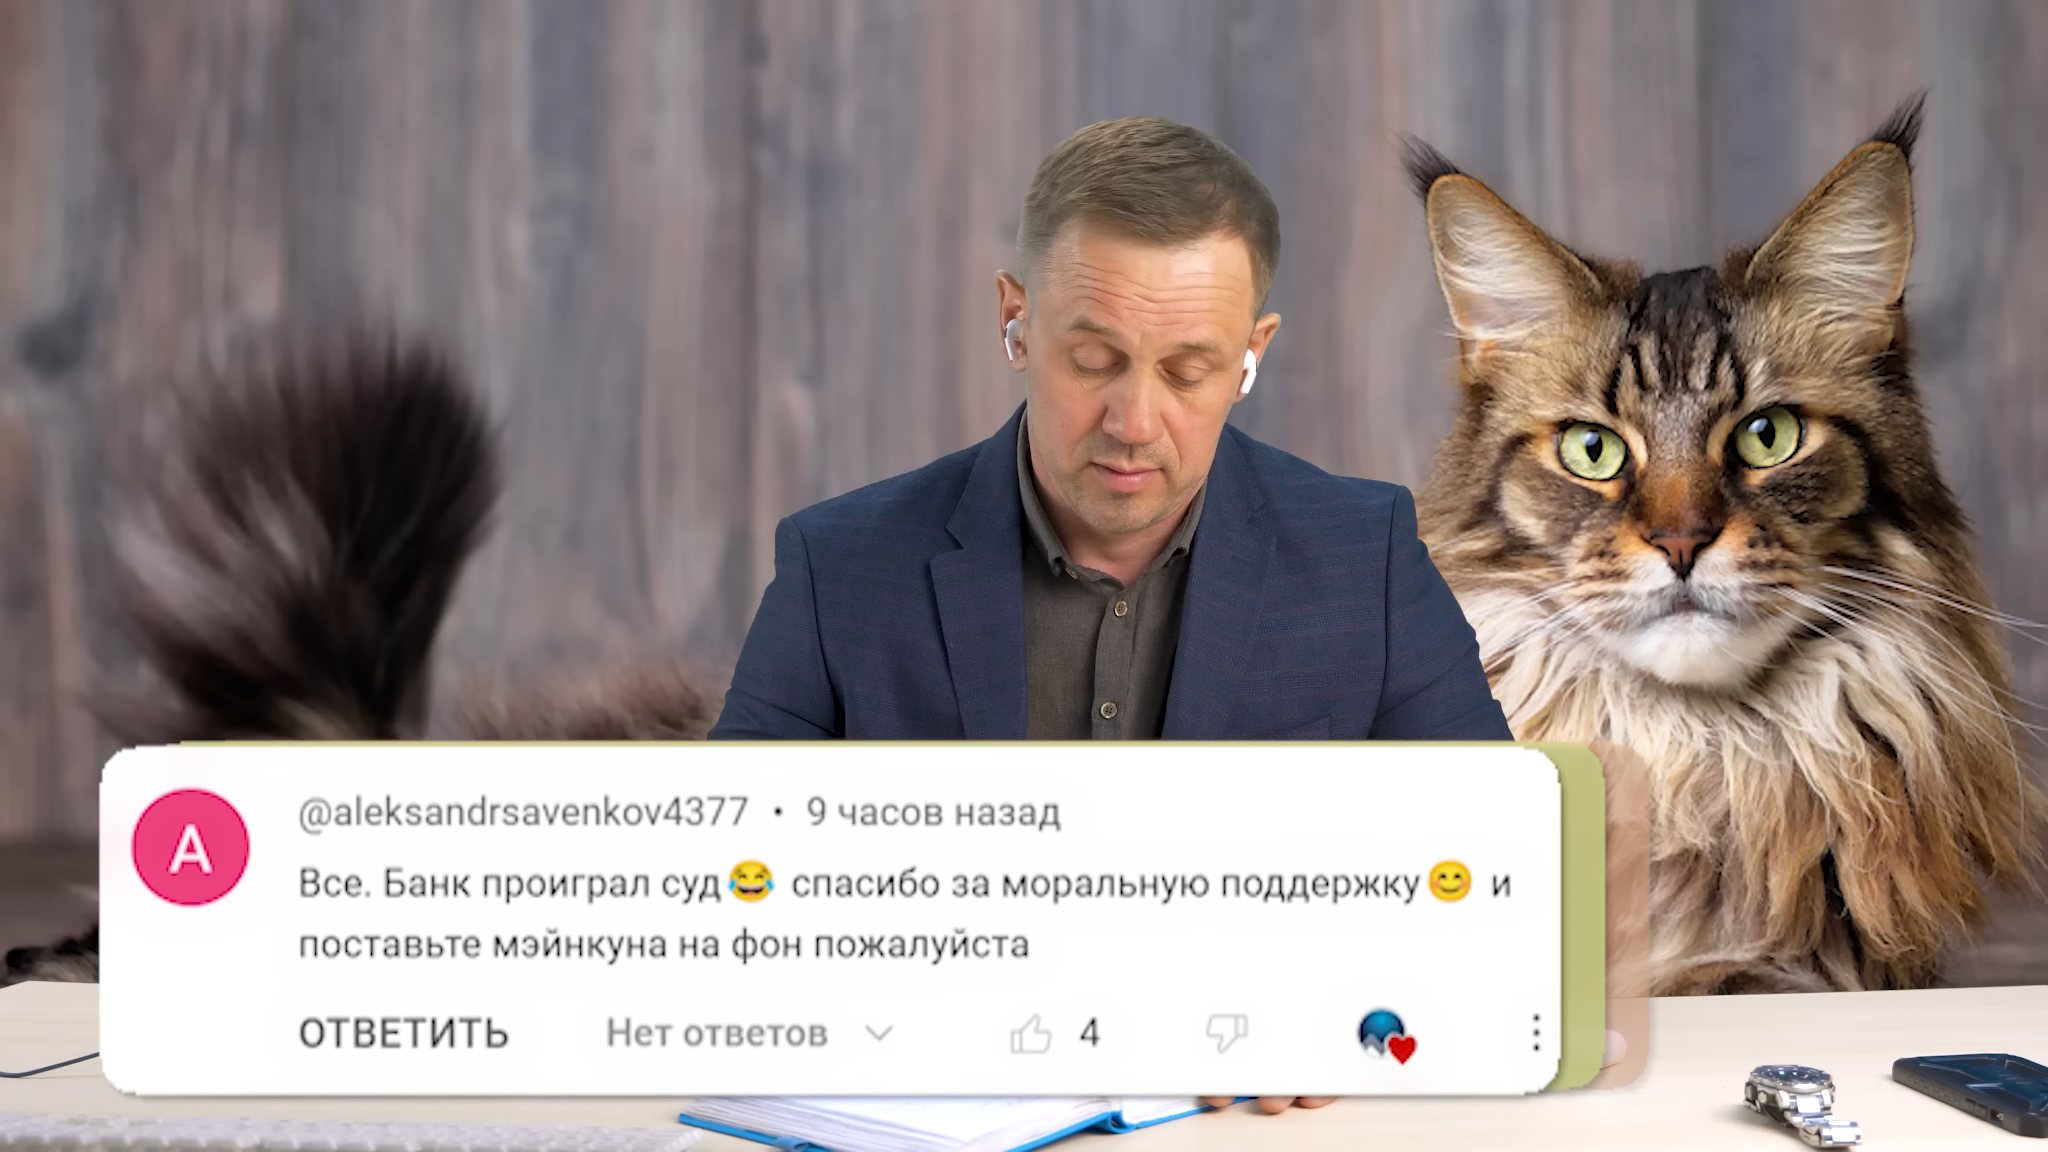 A
@aleksandrsavenkov4377 • 9 часов назад
Все. Банк проиграл суд😂 спасибо за моральную поддержку😊 и
поставьте мэйнкуна на фон пожалуйста
ОТВЕТИТЬ Нет ответов 4